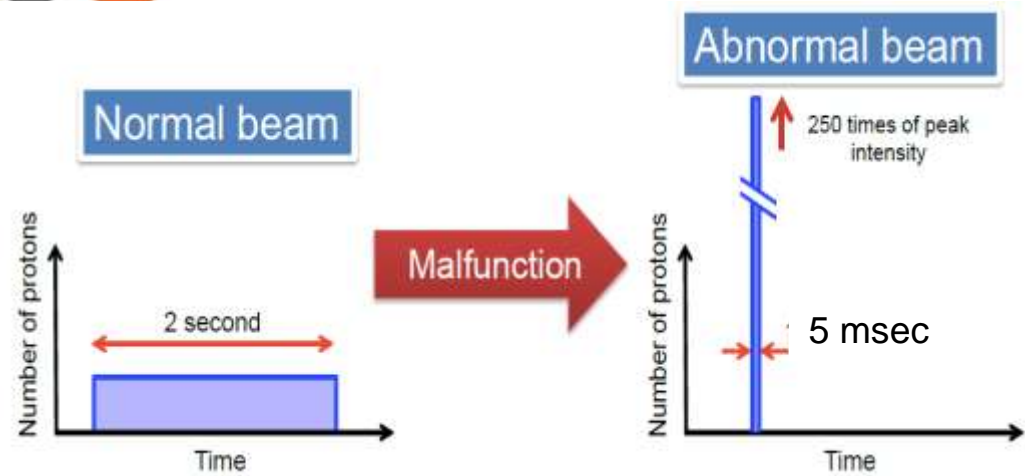 Normal beam
Number of protons
2 second
Time
Malfunction
Abnormal beam
250 times of peak
intensity
Number of protons
5 msec
Time